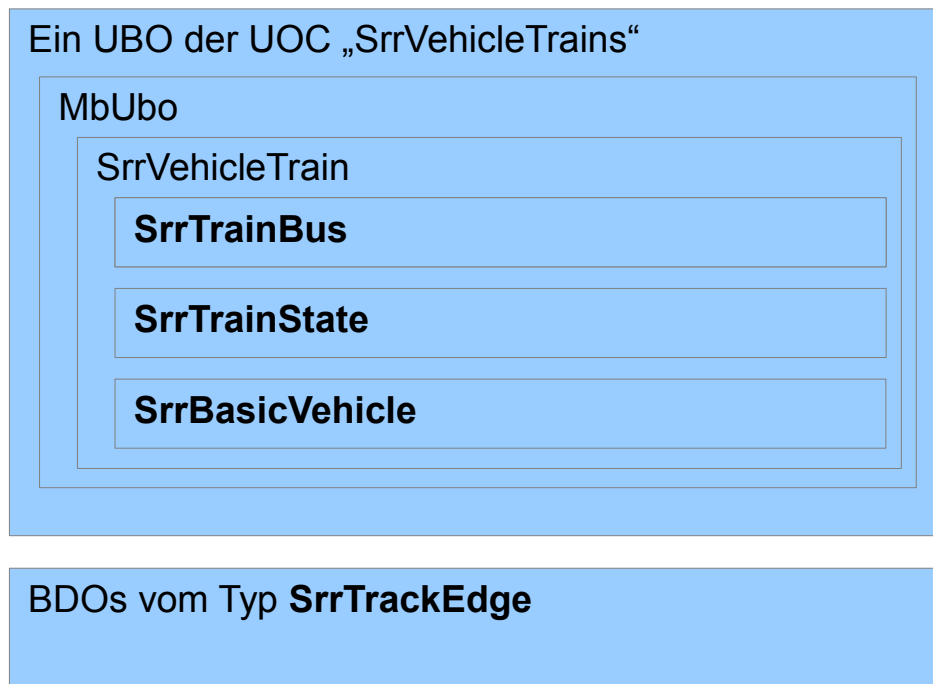 Ein UBO der UOC „SrrVehicleTrains“
MbUbo
SrrVehicleTrain
SrrTrainBus
SrrTrainState
SrrBasicVehicle
BDOs vom Typ SrrTrackEdge